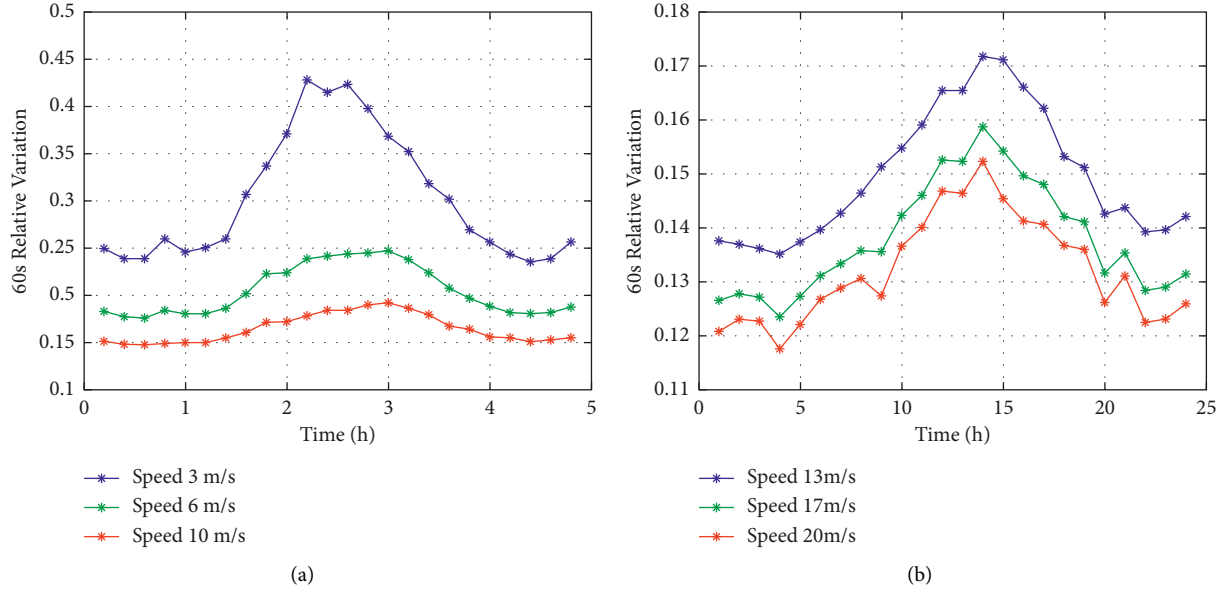 0.5
0.45
0.4
0.35
0.3
0.25
0.5
0.15
0.1
60s Relative Variation
0 1 2 3 4 5
Time (h)
Speed 3 m/s
Speed 6 m/s
Speed 10 m/s
(a)
0.18
0.17
0.16
0.15
0.14
0.13
0.12
0.11
60s Relative Variation
0 5 10 15 20 25
Time (h)
Speed 13m/s
Speed 17m/s
Speed 20m/s
(b)